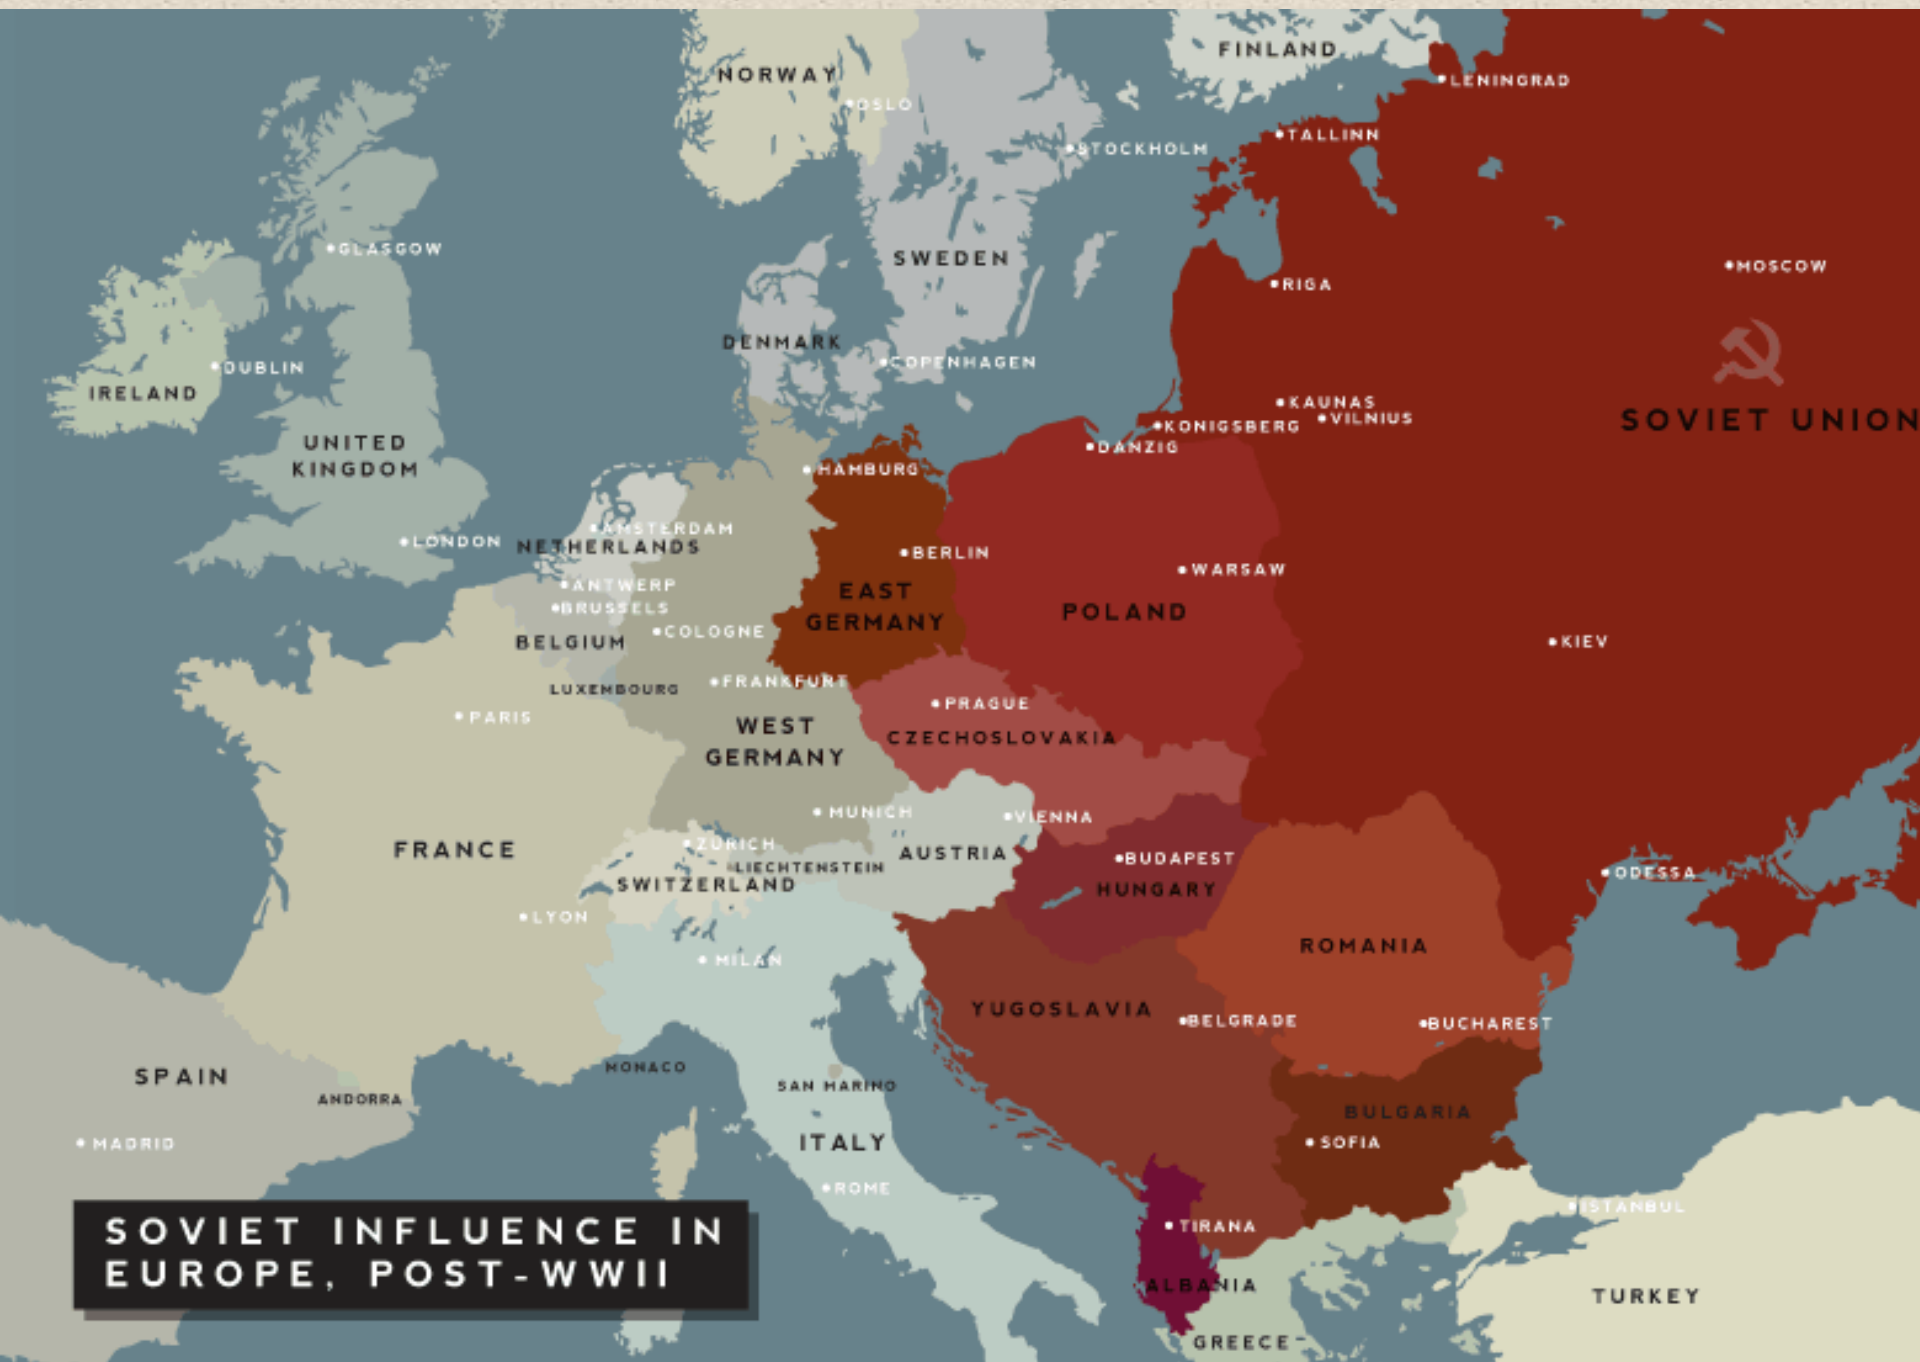 FINLAND
NORWAY
LENINGRAD
OSLO
TALLINN
STOCKHOLM
GLASGOW
SWEDEN
MOSCOW
RIGA
DENMARK
COPENHAGEN
DUBLIN
IRELAND
KAUNAS
VILNIUS
SOVIET UNION
KONIGSBERG
DANZIG
UNITED
KINGDOM
HAMBURG
AMSTERDAM
LONDON
NETHERLANDS
BERLIN
WARSAW
ANTWERP
EAST
GERMANY
BRUSSELS
POLAND
COLOGNE
BELGIUM
KIEV
FRANKFURT
LUXEMBOURG
PRAGUE
PARIS
WEST
GERMANY
CZECHOSLOVAKIA
MUNICH
VIENNA
FRANCE
ZURICH
AUSTRIA
BUDAPEST
LIECHTENSTEIN
ODESSA
SWITZERLAND
HUNGARY
LYON
ROMANIA
MILAN
YUGOSLAVIA
BELGRADE
BUCHAREST
MONACO
SPAIN
SAN MARINO
ANDORRA
BULGARIA
MADRID
ITALY
SOFIA
ROME
ISTANBUL
TIRANA
SOVIET INFLUENCE IN
EUROPE, POST-WWII
ALBANIA
TURKEY
GREECE